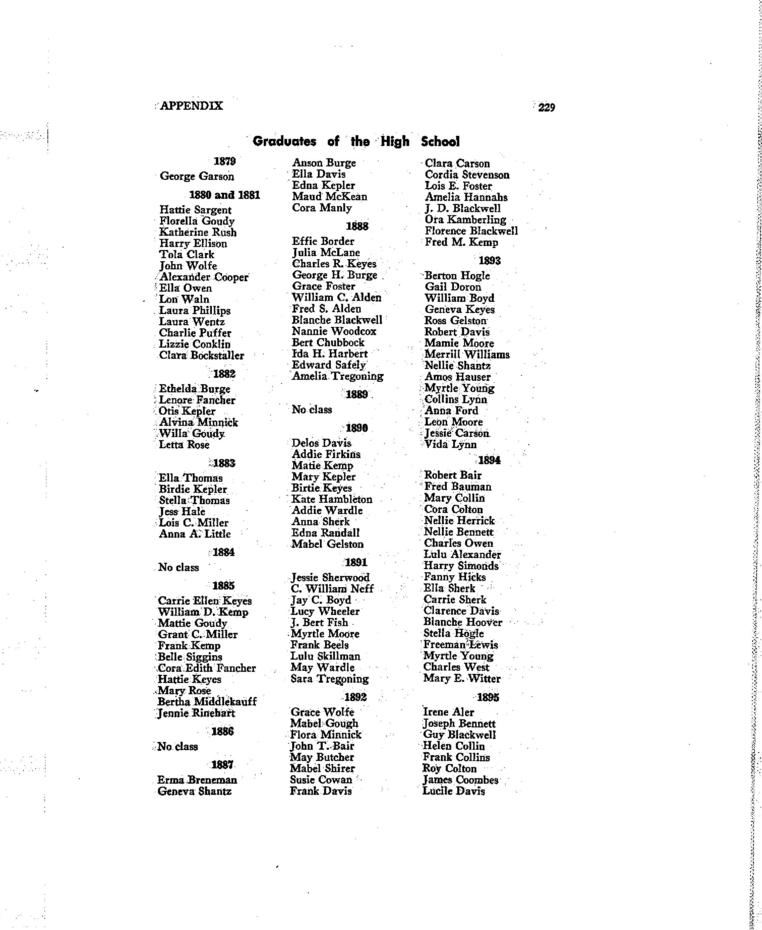 APPENDIX
229
Graduates of the High School
1879
George Garson
1880 and 1881
Hattie Sargent
Florella Goudy
Katherine Rush
Harry Ellison
Tola Clark
John Wolfe
Alexander Cooper
Ella Owen
Lon Waln
Laura Phillips
Laura Wentz
Charlie Puffer
Lizzie Conklin
Clara Bockstaller
1882
Ethelda Burge
Lenore Fancher
Otis Kepler
Alvina Minnick
Willa Goudy
Letta Rose
1883
Ella Thomas
Birdie Kepler
Stella Thomas
Jess Hale
Lois C. Miller
Anna A. Little
1884
No class
1885
Carrie Ellen Keyes
William D. Kemp
Mattie Goudy
Grant C. Miller
Frank Kemp
Belle Siggins
Cora Edith Fancher
Hattie Keyes
Mary Rose
Bertha Middlekauff
Jennie Rinehart
1886
No class
1887
Erma Breneman
Geneva Shantz
Anson Burge
Ella Davis
Edna Kepler
Maud McKean
Cora Manly
1888
Effie Border
Julia McLane
Charles R. Keyes
George H. Burge
Grace Foster
William C. Alden
Fred S. Alden
Blanche Blackwell
Nannie Woodcox
Bert Chubbock
Ida H. Harbert
Edward Safely
Amelia Tregoning
1889
No class
1890
Delos Davis
Addie Firkins
Matie Kemp
Mary Kepler
Birtie Keyes
Kate Hambleton
Addie Wardle
Anna Sherk
Edna Randall
Mabel Gelston
1891
Jessie Sherwood
C. William Neff
Jay C. Boyd
Lucy Wheeler
J. Bert Fish
Myrtle Moore
Frank Beels
Lulu Skillman
May Wardle
Sara Tregoning
1892
Grace Wolfe
Mabel Gough
Flora Minnick
John T. Bair
May Butcher
Mabel Shirer
Susie Cowan
Frank Davis
Clara Carson
Cordia Stevenson
Lois E. Foster
Amelia Hannahs
J. D. Blackwell
Ora Kamberling
Florence Blackwell
Fred M. Kemp
1893
Berton Hogle
Gail Doron
William Boyd
Geneva Keyes
Ross Gelston
Robert Davis
Mamie Moore
Merrill Williams
Nellie Shantz
Amos Hauser
Myrtle Young
Collins Lynn
Anna Ford
Leon Moore
Jessie Carson
Vida Lynn
1894
Robert Bair
Fred Bauman
Mary Collin
Cora Colton
Nellie Herrick
Nellie Bennett
Charles Owen
Lulu Alexander
Harry Simonds
Fanny Hicks
Ella Sherk
Carrie Sherk
Clarence Davis
Blanche Hoover
Stella Hogle
Freeman Lewis
Myrtle Young
Charles West
Mary E. Witter
1895
Irene Aler
Joseph Bennett
Guy Blackwell
Helen Collin
Frank Collins
Roy Colton
James Coombes
Lucile Davis